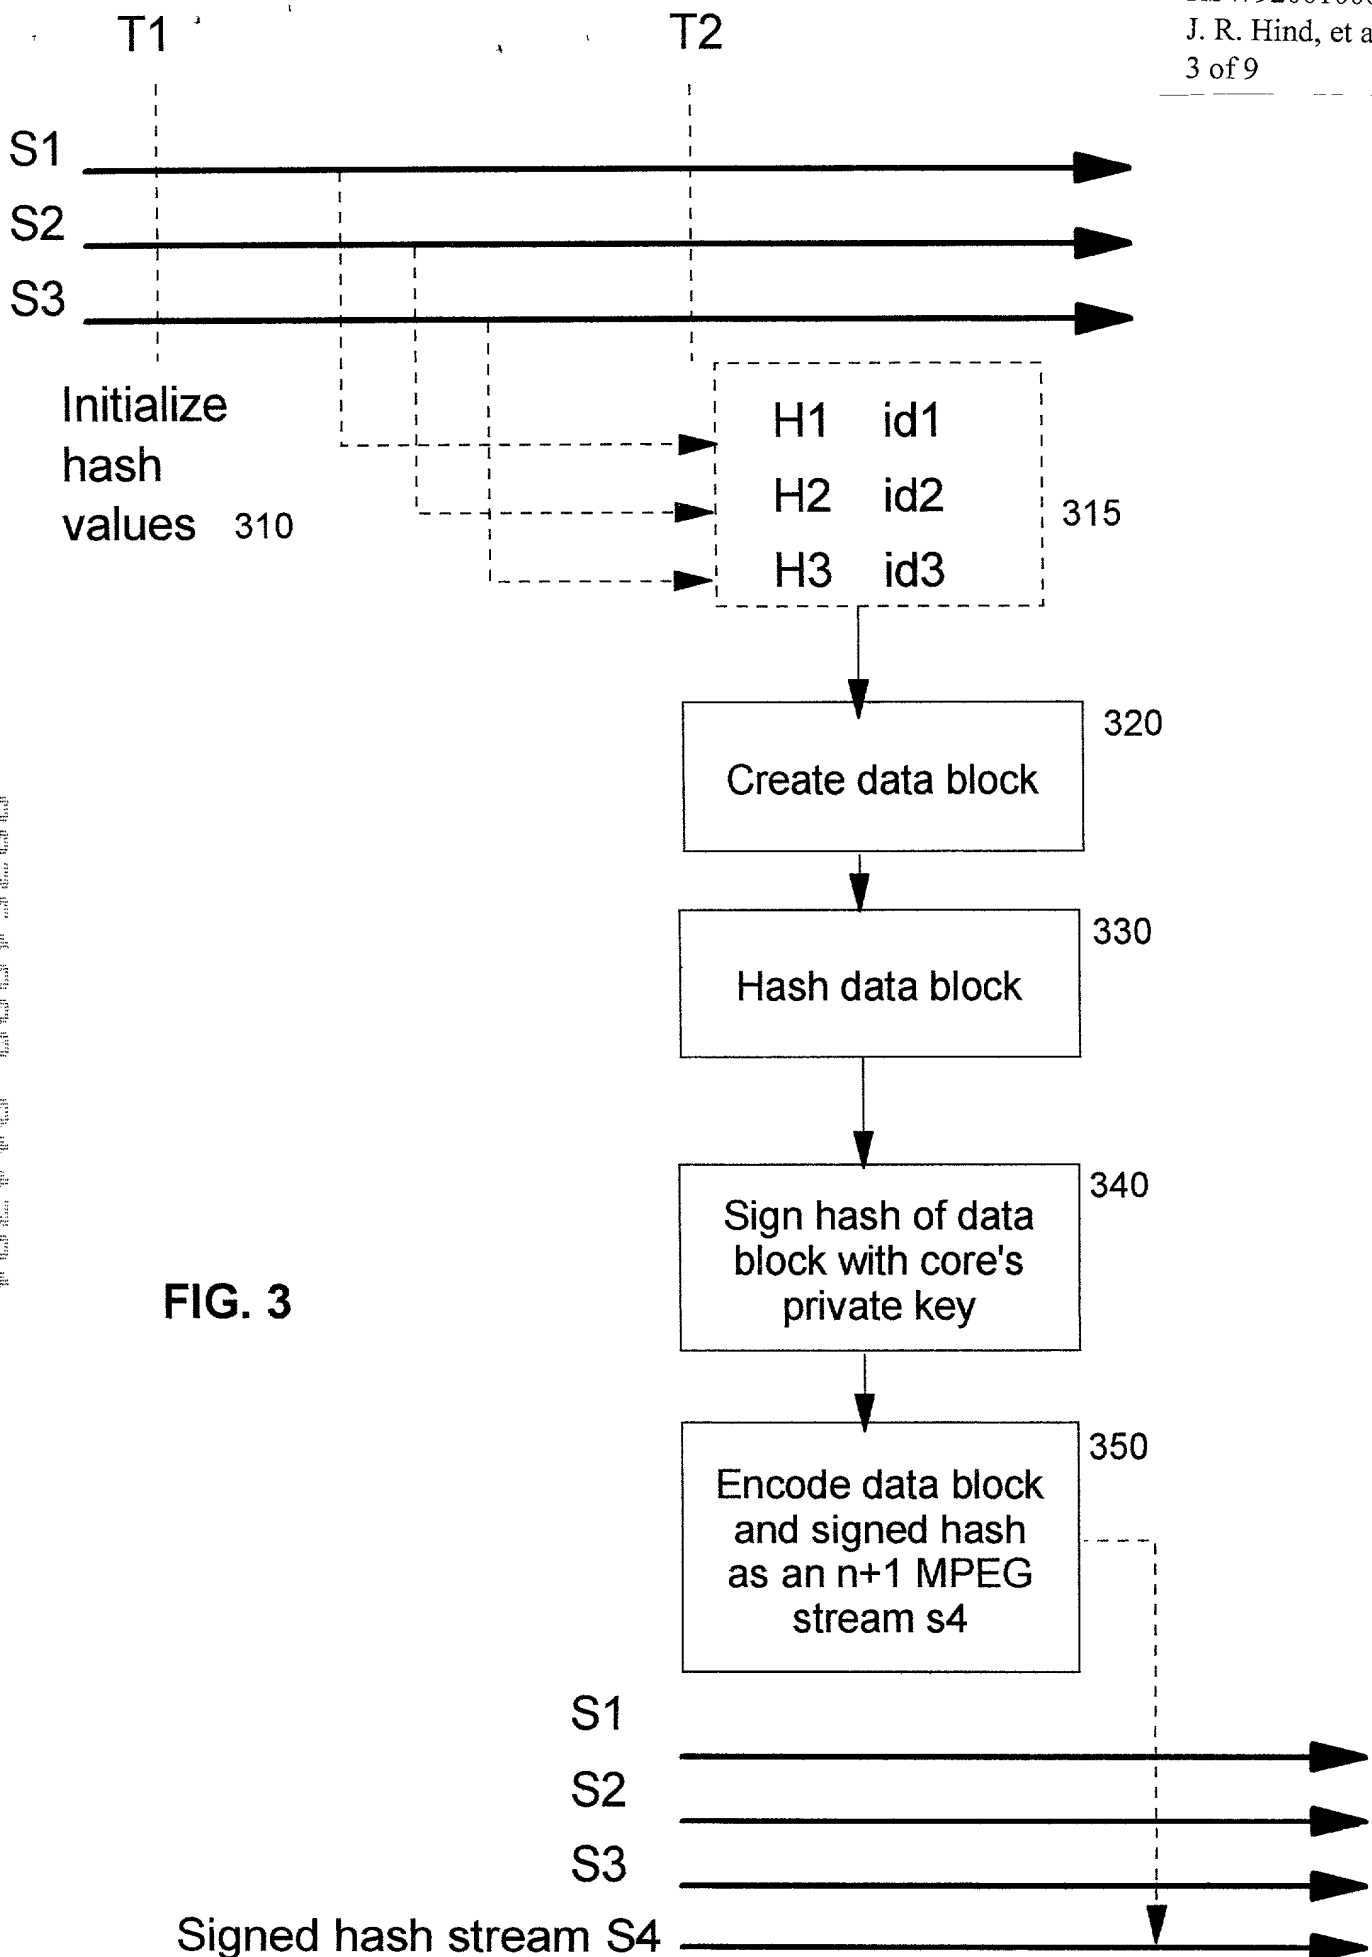 T1
T2
J. R. Hind, et a
3 of 9
S1
S2
S3
Initialize
hash
values 310
H1 id1
H2 id2
H3 id3
315
320
Create data block
330
Hash data block
340
Sign hash of data
block with core's
private key
FIG. 3
350
Encode data block
and signed hash
as an n+1 MPEG
stream s4
S1
S2
S3
Signed hash stream S4